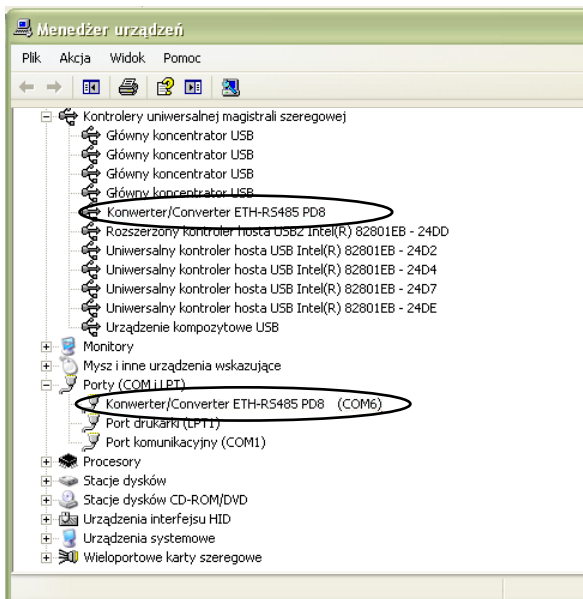 Menedżer urządzeń
Plik Akcja Widok Pomoc
Kontrolery uniwersalnej magistrali szeregowej
Główny koncentrator USB
Główny koncentrator USB
Główny koncentrator USB
Główny koncentrator USB
Konwerter/Converter ETH-RS485 PD8
Rozszerzony kontroler hosta USB2 Intel(R) 82801EB - 24DD
Uniwersalny kontroler hosta USB Intel(R) 82801EB - 24D2
Uniwersalny kontroler hosta USB Intel(R) 82801EB - 24D4
Uniwersalny kontroler hosta USB Intel(R) 82801EB - 24D7
Uniwersalny kontroler hosta USB Intel(R) 82801EB - 24DE
Urządzenie kompozytowe USB
Monitory
Mysz i inne urządzenia wskazujące
Porty (COM i LPT)
Konwerter/Converter ETH-RS485 PD8 (COM6)
Port drukarki (LPT1)
Port komunikacyjny (COM1)
Procesory
Stacje dysków
Stacje dysków CD-ROM/DVD
Urządzenia interfejsu HID
Urządzenia systemowe
Wieloportowe karty szeregowe